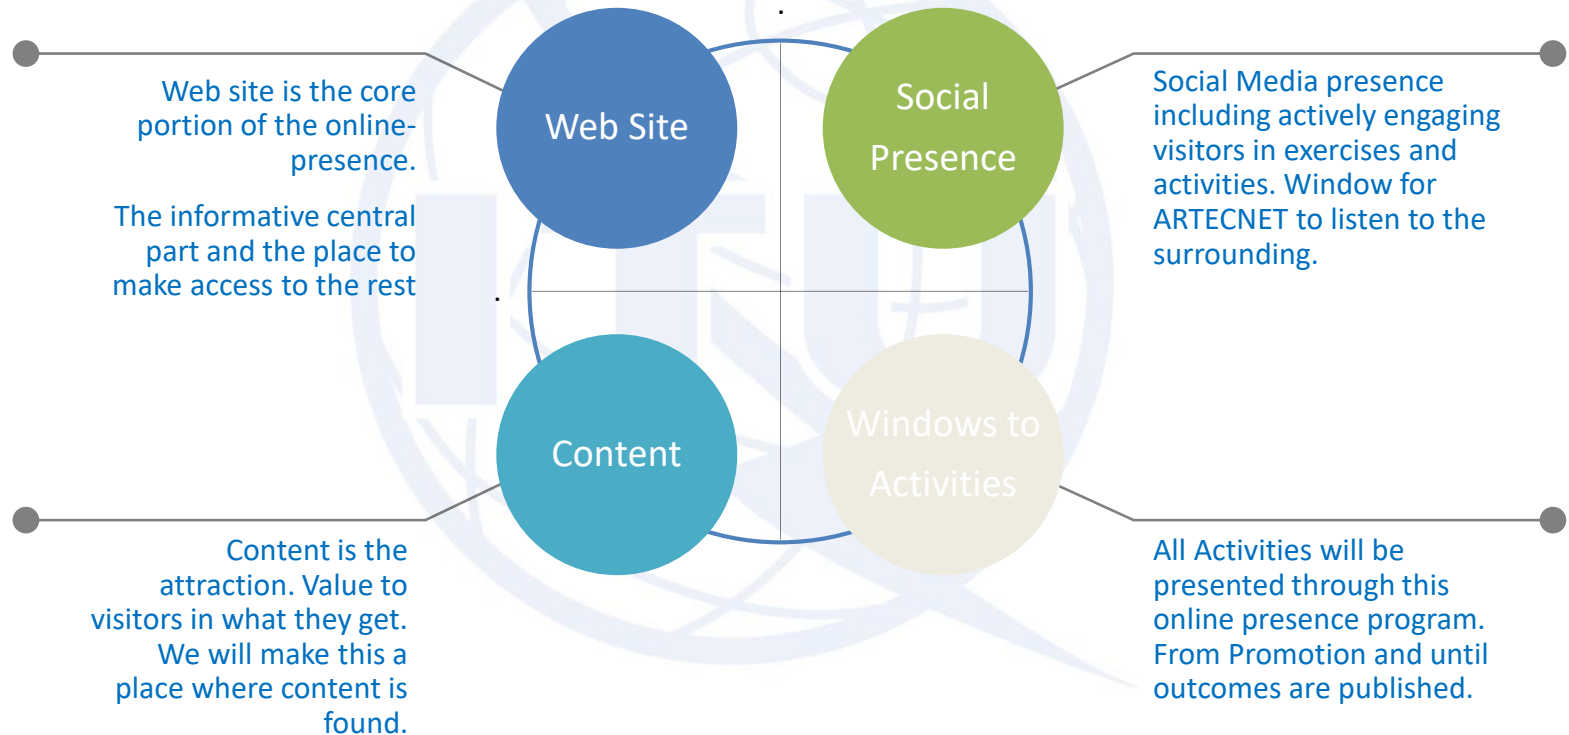 Web site is the core
portion of the online-
presence.
The informative central
part and the place to
make access to the rest
Web Site
Social
Presence
Social Media presence
including actively engaging
visitors in exercises and
activities. Window for
ARTECNET to listen to the
surrounding.
Content
Windows to
Activities
Content is the
attraction. Value to
visitors in what they get.
We will make this a
place where content is
found.
All Activities will be
presented through this
online presence program.
From Promotion and until
outcomes are published.
ITU